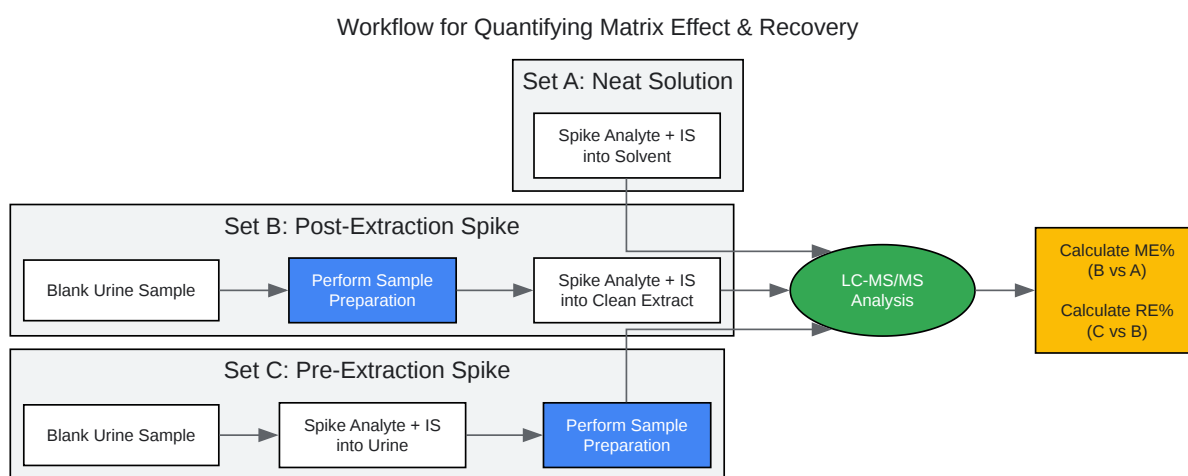 Workflow for Quantifying Matrix Effect & Recovery
Set A: Neat Solution
Spike Analyte + IS
into Solvent
Set B: Post-Extraction Spike
Blank Urine Sample
Perform Sample
Preparation
Spike Analyte + IS
into Clean Extract
LC-MS/MS
Analysis
Calculate ME%
(B vs A)
Calculate RE%
(C vs B)
Set C: Pre-Extraction Spike
Blank Urine Sample
Spike Analyte + IS
into Urine
Perform Sample
Preparation